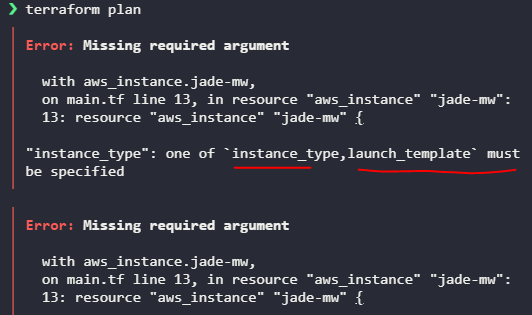 ❯ terraform plan
Error: Missing required argument
with aws_instance.jade-mw,
on main.tf line 13, in resource "aws_instance" "jade-mw":
13: resource "aws_instance" "jade-mw" {
"instance_type": one of `instance_type,launch_template` must
be specified
Error: Missing required argument
with aws_instance.jade-mw,
on main.tf line 13, in resource "aws_instance" "jade-mw":
13: resource "aws_instance" "jade-mw" {